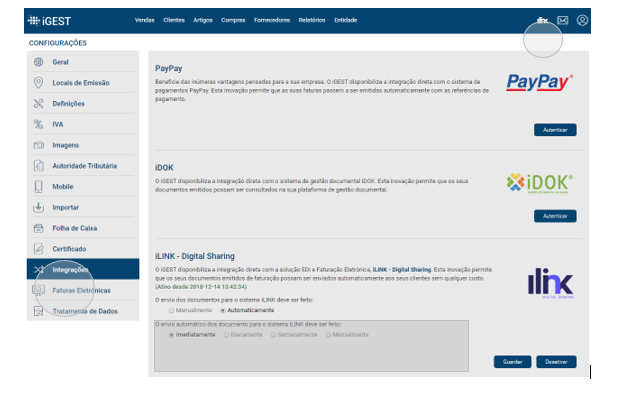 iGEST Vendas Clientes Artigos Compras Fornecedores Relatórios Entidade
CONFIGURAÇÕES
Geral
Locais de Emissão
Definições
IVA
Imagens
Autoridade Tributária
Mobile
Importar
Folha de Caixa
Certificado
Integrações
Faturas Eletrónicas
Tratamento de Dados
PayPay
Beneficie das inúmeras vantagens pensadas para a sua empresa. O iGEST disponibiliza a integração direta com o sistema de
pagamentos PayPay. Esta inovação permite que as suas faturas passem a ser emitidas automaticamente com as referências de
pagamento.
PayPay
Autenticar
iDOK
O iGEST disponibiliza a integração direta com o sistema de gestão documental iDOK. Esta inovação permite que os seus
documentos emitidos possam ser consultados na sua plataforma de gestão documental.
iDOK
Autenticar
iLINK - Digital Sharing
O iGEST disponibiliza a integração direta com a solução EDI e Faturação Eletrónica, iLINK - Digital Sharing. Esta inovação permite
que os seus documentos emitidos de faturação possam ser enviados automaticamente aos seus clientes sem qualquer custo.
(Ativo desde 2018-12-14 13:42:34)
O envio dos documentos para o sistema iLINK deve ser feito:
Manualmente Automaticamente
O envio automático dos documento para o sistema iLINK deve ser feito:
Imediatamente Diariamente Semanalmente Mensalmente
ilink
DIGITAL SHARING
Guardar Desativar